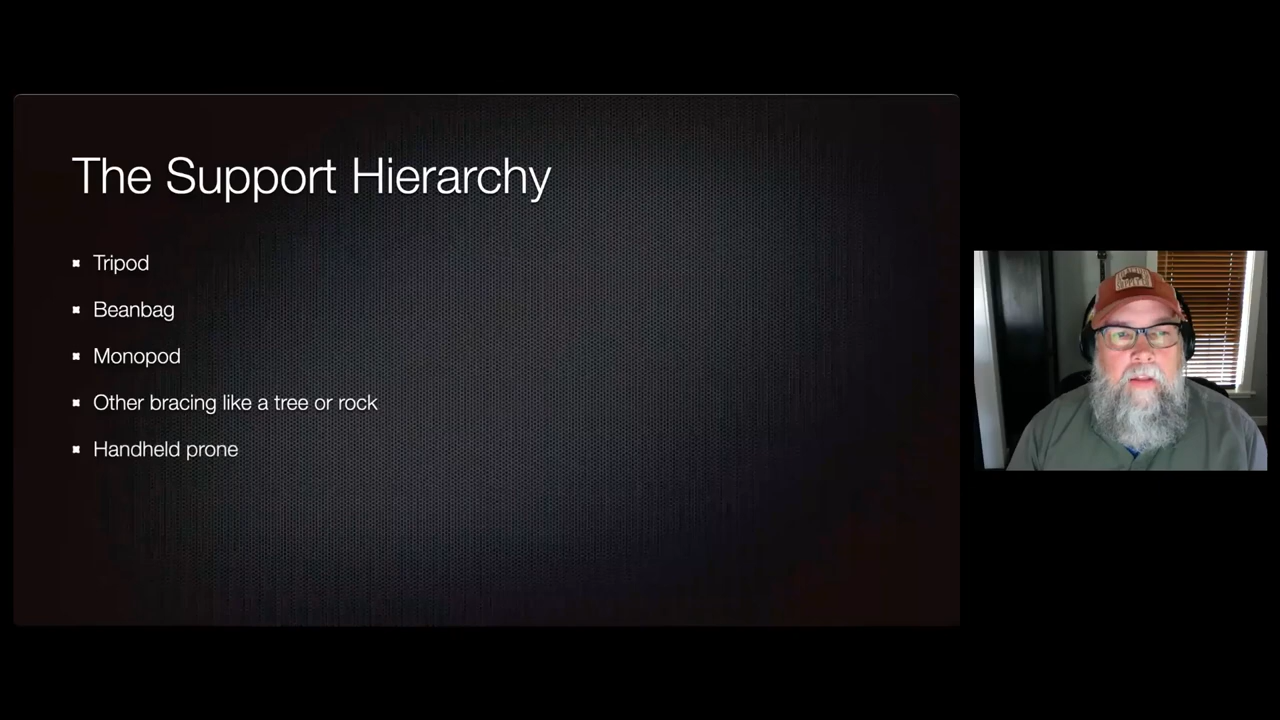 The Support Hierarchy
Tripod
Beanbag
Monopod
Other bracing like a tree or rock
Handheld prone